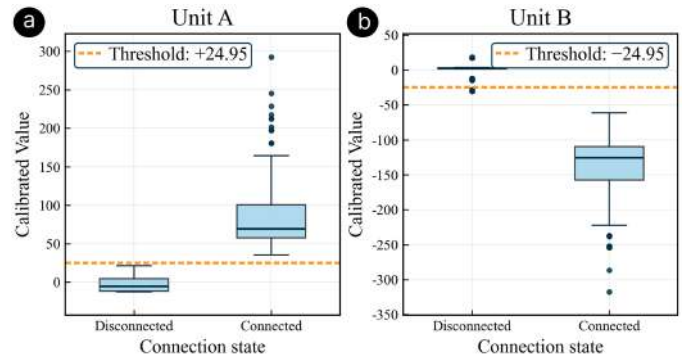 a
Unit A
Threshold: +24.95
Calibrated Value
300
250
200
150
100
50
0
Disconnected
Connected
Connection state
b
Unit B
Threshold: −24.95
Calibrated Value
50
0
-50
-100
-150
-200
-250
-300
-350
Disconnected
Connected
Connection state